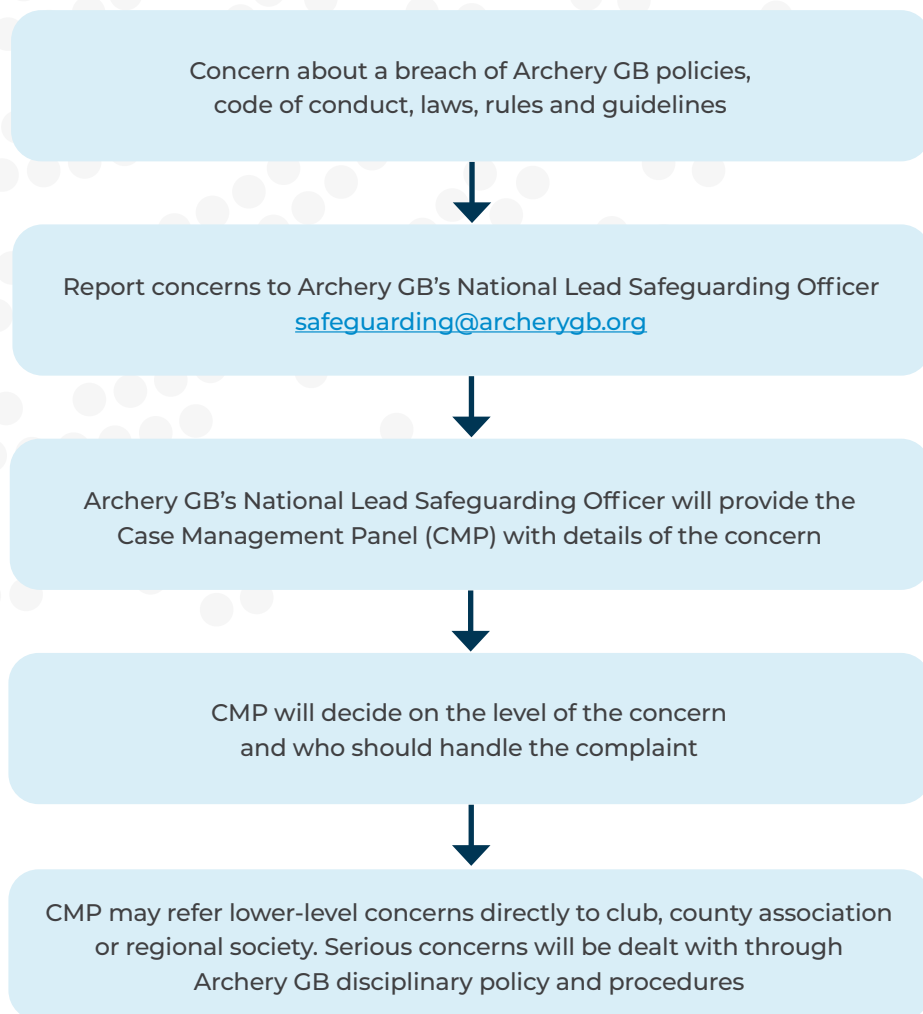 Concern about a breach of Archery GB policies,
code of conduct, laws, rules and guidelines
Report concerns to Archery GB's National Lead Safeguarding Officer
safeguarding@archerygb.org
Archery GB's National Lead Safeguarding Officer will provide the
Case Management Panel (CMP) with details of the concern
CMP will decide on the level of the concern
and who should handle the complaint
CMP may refer lower-level concerns directly to club, county association
or regional society. Serious concerns will be dealt with through
Archery GB disciplinary policy and procedures